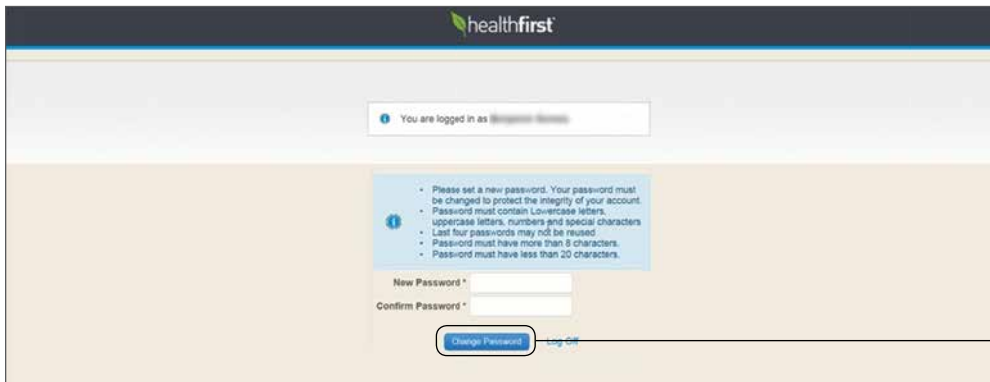 healthfirst
You are logged in as
• Please set a new password. Your password must
be changed to protect the integrity of your account.
• Password must contain Lowercase letters,
uppercase letters, numbers and special characters
• Last four passwords may not be reused
• Password must have more than 8 characters.
• Password must have less than 20 characters.
New Password *
Confirm Password *
Change Password Log Off